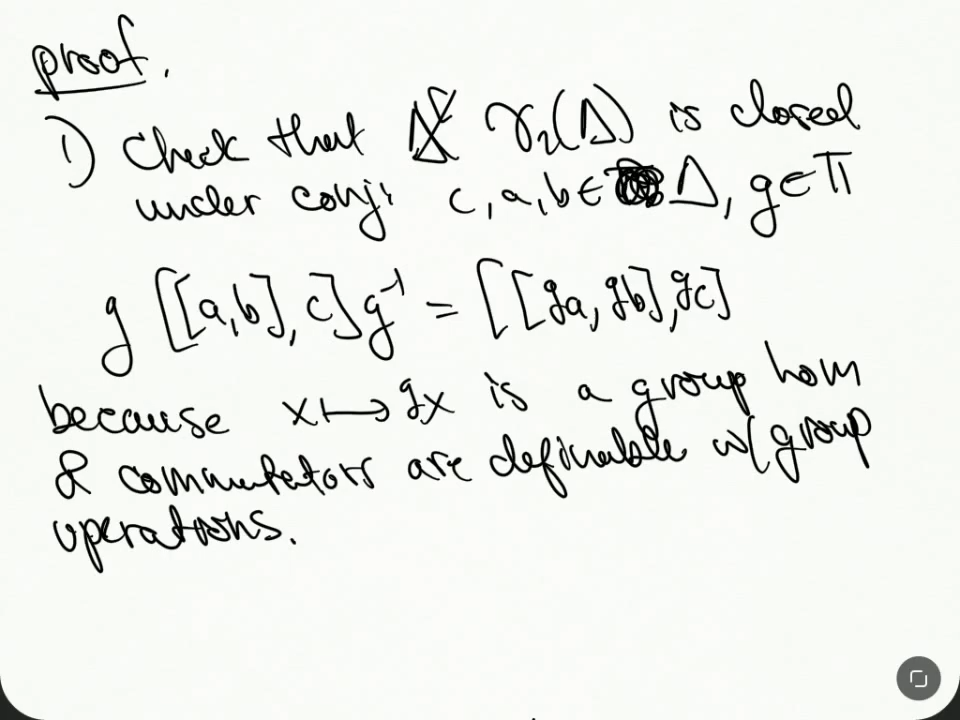 proof.
1) Check that γ₂(Δ) is closed
under conj: c, a, b ∈ Δ, g ∈ Π
g [[a,b],c]g⁻¹ = [[ᵍa, ᵍb], ᵍc]
because x ↦ ᵍx is a group hom
& commutators are definable w/ group
operations.